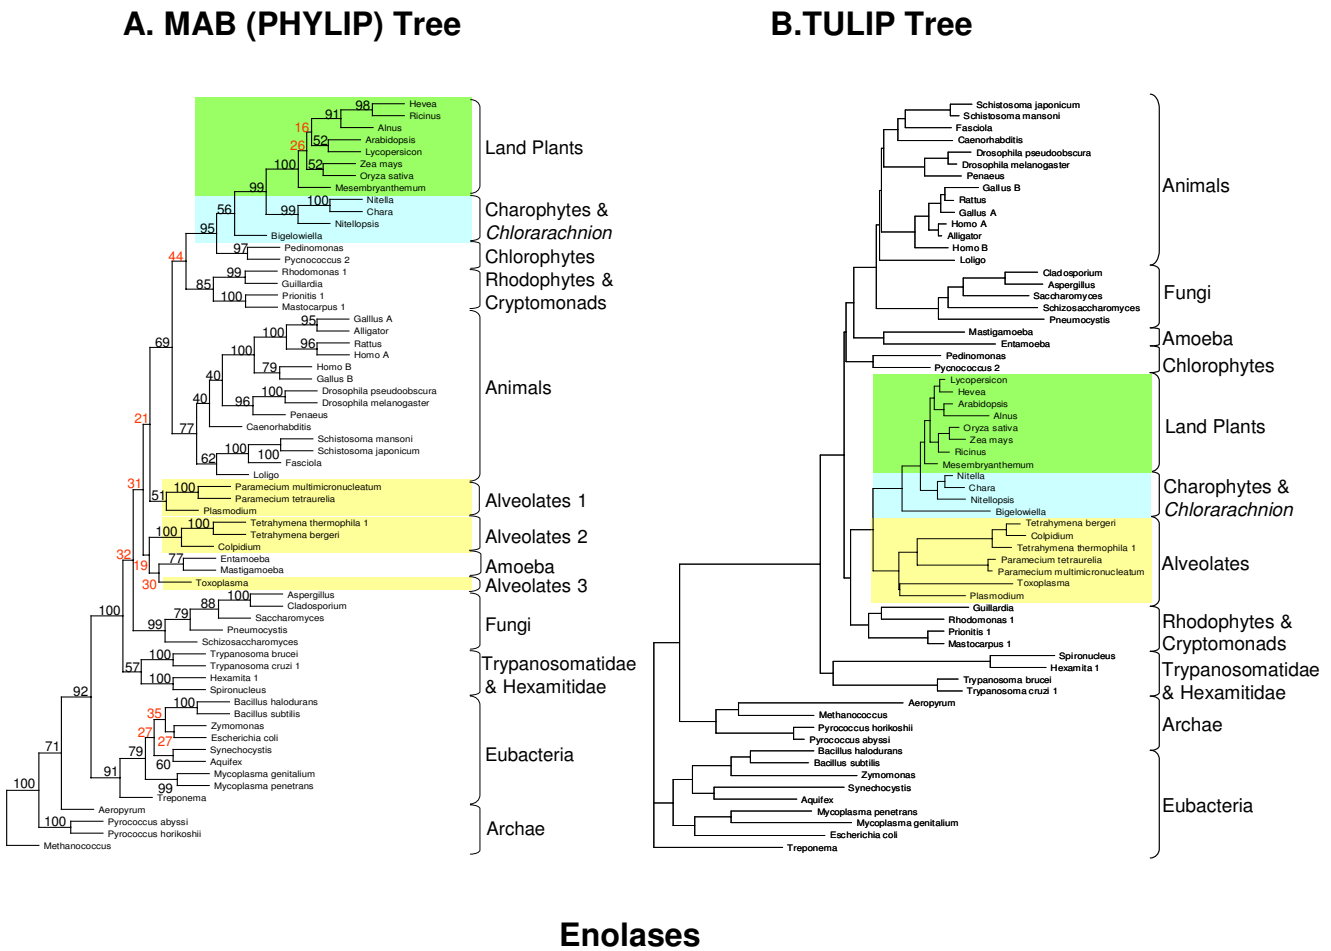 A. MAB (PHYLIP) Tree
B.TULIP Tree
98
Hevea
91
Ricinus
16
Alnus
52
Arabidopsis
26
Lycopersicon
100
52
Zea mays
Oryza sativa
99
Mesembryanthemum
Land Plants
100
Nitella
56
99
Chara
Nitellopsis
95
Bigelowiella
Charophytes &
Chlorarachnion
97
Pedinomonas
Pycnococcus 2
Chlorophytes
44
99
Rhodomonas 1
85
Guillardia
100
Prionitis 1
Mastocarpus 1
Rhodophytes &
Cryptomonads
95
Galllus A
100
Alligator
96
Rattus
69
100
Homo A
79
Homo B
40
Gallus B
100
Drosophila pseudoobscura
40
96
Drosophila melanogaster
Penaeus
21
77
Caenorhabditis
100
Schistosoma mansoni
100
Schistosoma japonicum
62
Fasciola
Loligo
Animals
31
100
Paramecium multimicronucleatum
51
Paramecium tetraurelia
Plasmodium
Alveolates 1
100
Tetrahymena thermophila 1
100
Tetrahymena bergeri
Colpidium
Alveolates 2
32
19
77
Entamoeba
Mastigamoeba
Amoeba
30
Toxoplasma
Alveolates 3
100
Aspergillus
88
Cladosporium
79
Saccharomyces
100
99
Pneumocystis
Schizosaccharomyces
Fungi
100
Trypanosoma brucei
57
Trypanosoma cruzi 1
100
Hexamita 1
Spironucleus
Trypanosomatidae
& Hexamitidae
92
100
Bacillus halodurans
35
Bacillus subtilis
Zymomonas
27
27
Escherichia coli
71
79
Synechocystis
60
Aquifex
91
Mycoplasma genitalium
99
Mycoplasma penetrans
Treponema
Eubacteria
100
Aeropyrum
100
Pyrococcus abyssi
Pyrococcus horikoshii
Methanococcus
Archae
Schistosoma japonicum
Schistosoma mansoni
Fasciola
Caenorhabditis
Drosophila pseudoobscura
Drosophila melanogaster
Penaeus
Gallus B
Rattus
Gallus A
Homo A
Alligator
Homo B
Loligo
Animals
Cladosporium
Aspergillus
Saccharomyces
Schizosaccharomyces
Pneumocystis
Fungi
Mastigamoeba
Entamoeba
Amoeba
Pedinomonas
Pycnococcus 2
Chlorophytes
Lycopersicon
Hevea
Arabidopsis
Alnus
Oryza sativa
Zea mays
Ricinus
Mesembryanthemum
Land Plants
Nitella
Chara
Nitellopsis
Bigelowiella
Charophytes &
Chlorarachnion
Tetrahymena bergeri
Colpidium
Tetrahymena thermophila 1
Paramecium tetraurelia
Paramecium multimicronucleatum
Toxoplasma
Plasmodium
Alveolates
Guillardia
Rhodomonas 1
Prionitis 1
Mastocarpus 1
Rhodophytes &
Cryptomonads
Spironucleus
Hexamita 1
Trypanosoma brucei
Trypanosoma cruzi 1
Trypanosomatidae
& Hexamitidae
Aeropyrum
Methanococcus
Pyrococcus horikoshii
Pyrococcus abyssi
Archae
Bacillus halodurans
Bacillus subtilis
Zymomonas
Synechocystis
Aquifex
Mycoplasma penetrans
Mycoplasma genitalium
Escherichia coli
Treponema
Eubacteria
Enolases